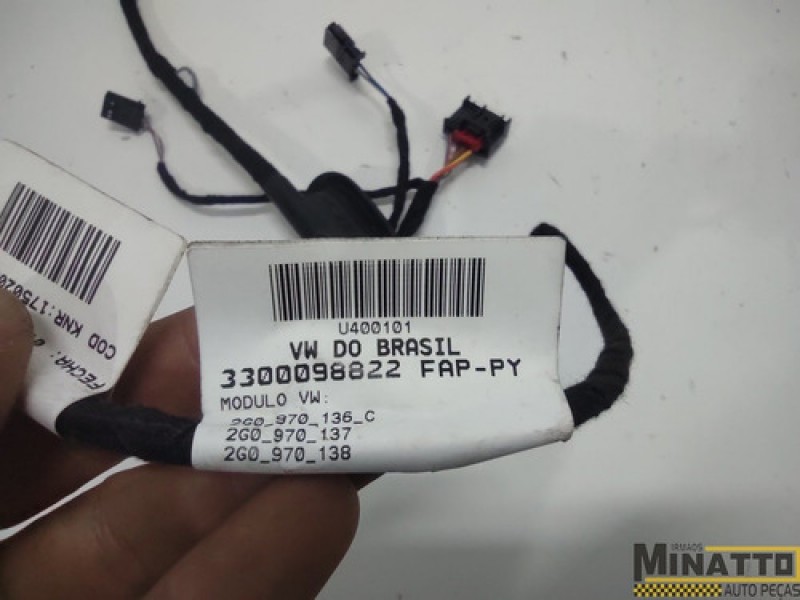 COD KNR:175020
FECHA:
U400101
VW DO BRASIL
3300098822 FAP-PY
MODULO VW:
2G0_970_136_C
2G0_970_137
2G0_970_138
IRMÃOS
MINATTO
AUTO PEÇAS